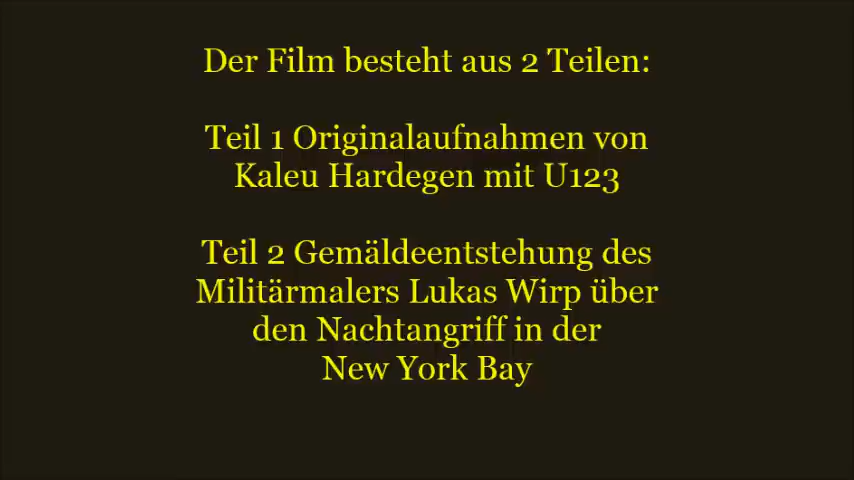 Der Film besteht aus 2 Teilen:
Teil 1 Originalaufnahmen von
Kaleu Hardegen mit U123
Teil 2 Gemäldeentstehung des
Militärmalers Lukas Wirp über
den Nachtangriff in der
New York Bay